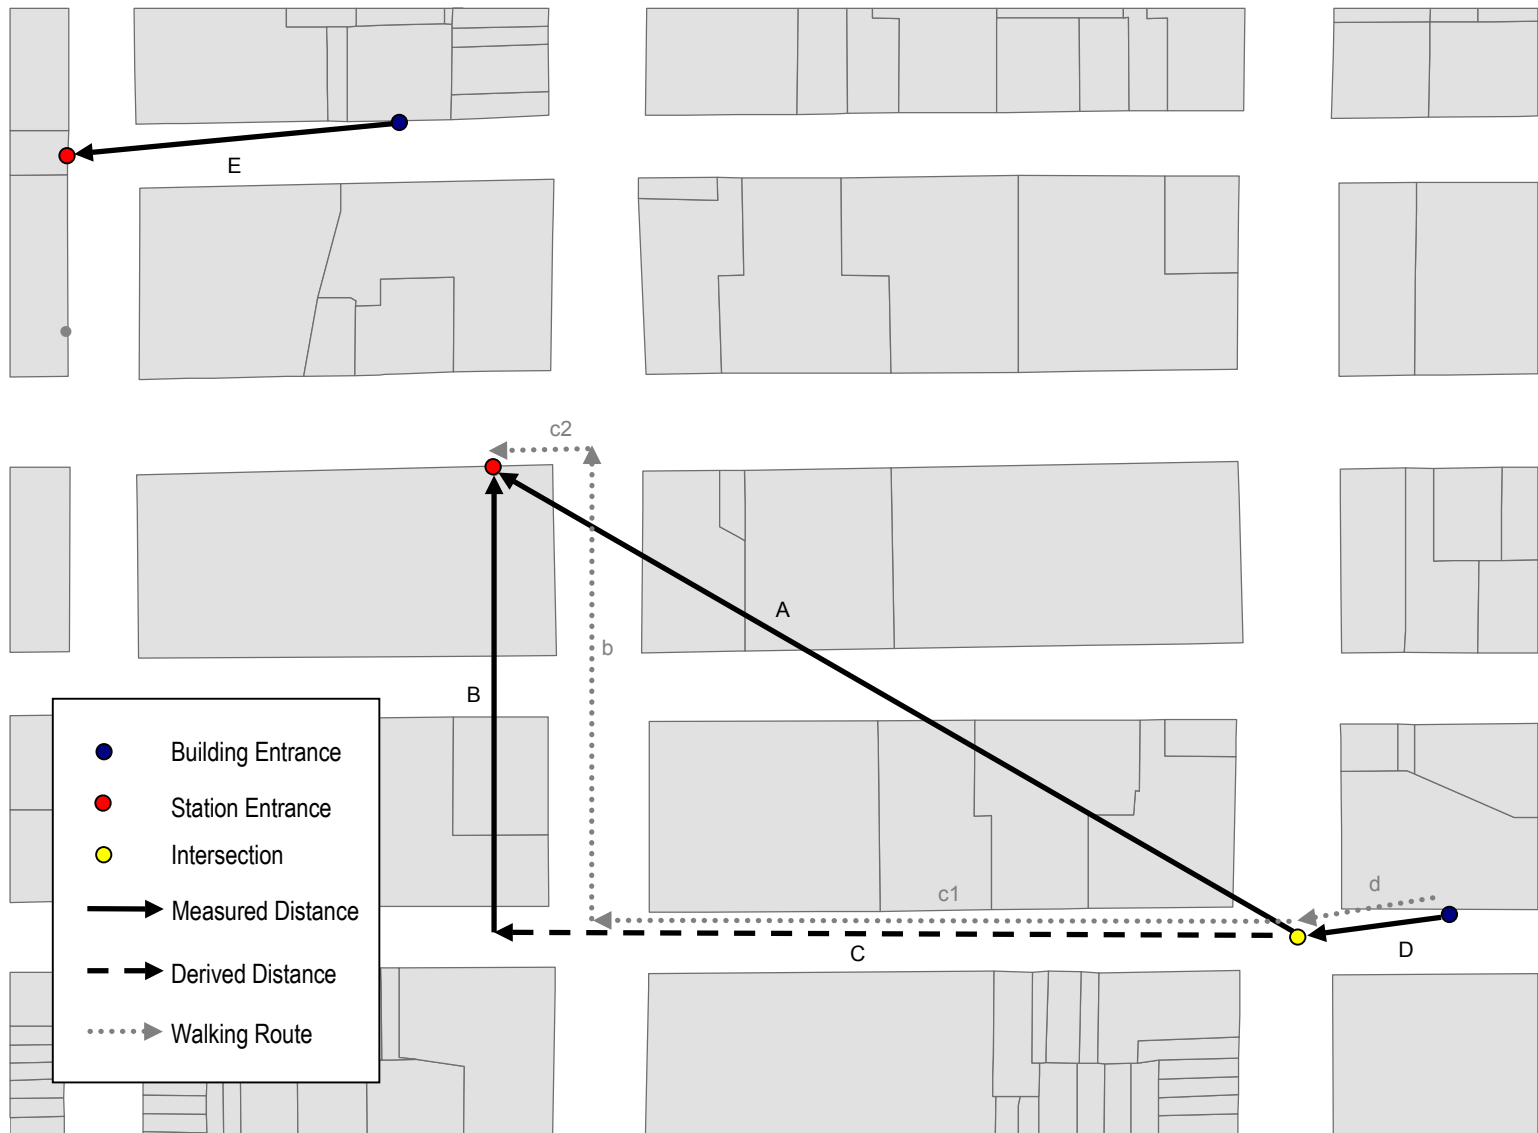 E
c2
A
b
B
Building Entrance
Station Entrance
Intersection
Measured Distance
Derived Distance
Walking Route
c1
d
C
D